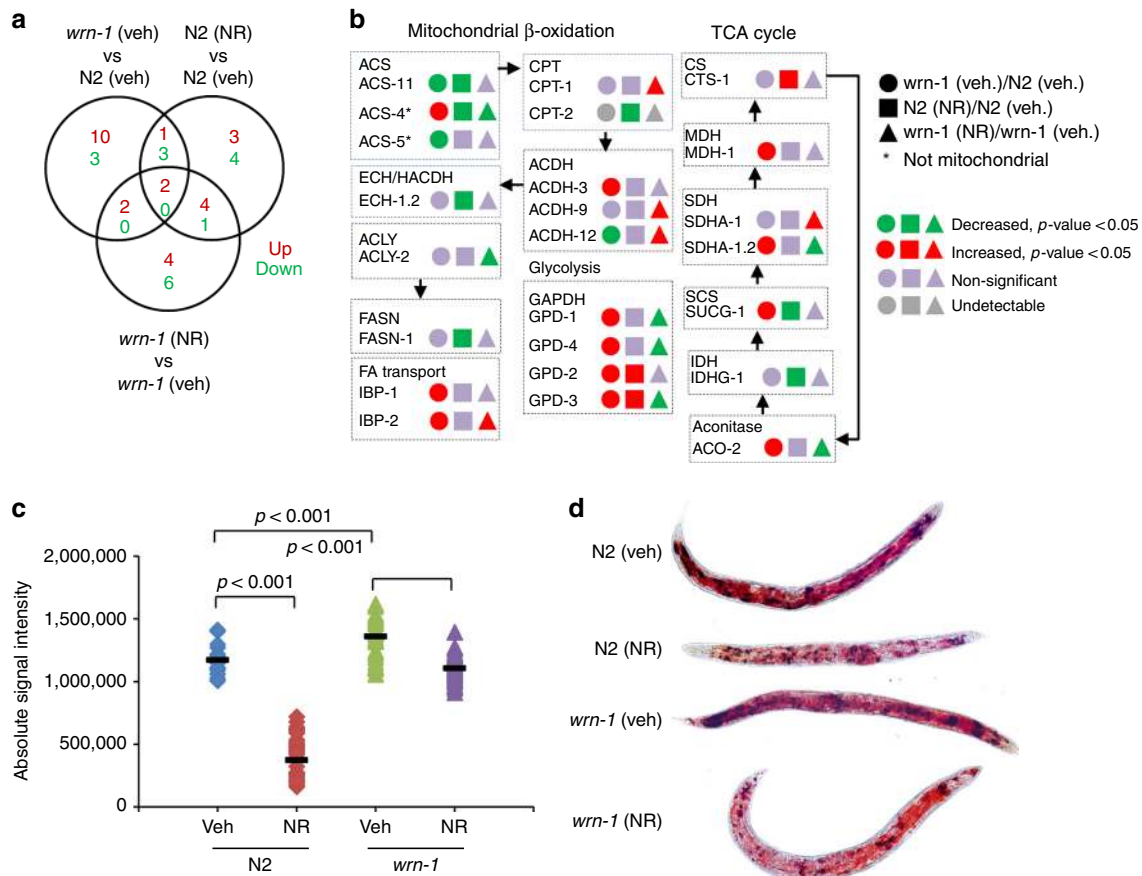 a
wrn-1 (veh)
vs
N2 (veh)
N2 (NR)
vs
N2 (veh)
10
3
1
3
3
4
2
0
2
0
4
1
4
6
Up
Down
wrn-1 (NR)
vs
wrn-1 (veh)
b
Mitochondrial β-oxidation
TCA cycle
ACS
ACS-11
ACS-4*
ACS-5*
CPT
CPT-1
CPT-2
ECH/HACDH
ECH-1.2
ACDH
ACDH-3
ACDH-9
ACDH-12
ACLY
ACLY-2
FASN
FASN-1
FA transport
IBP-1
IBP-2
Glycolysis
GAPDH
GPD-1
GPD-4
GPD-2
GPD-3
CS
CTS-1
MDH
MDH-1
SDH
SDHA-1
SDHA-1.2
SCS
SUCG-1
IDH
IDHG-1
Aconitase
ACO-2
wrn-1 (veh.)/N2 (veh.)
N2 (NR)/N2 (veh.)
wrn-1 (NR)/wrn-1 (veh.)
* Not mitochondrial
Decreased, p-value <0.05
Increased, p-value <0.05
Non-significant
Undetectable
c
Absolute signal intensity
2,000,000
1,500,000
1,000,000
500,000
0
p < 0.001
p < 0.001
p < 0.001
Veh
NR
Veh
NR
N2
wrn-1
d
N2 (veh)
N2 (NR)
wrn-1 (veh)
wrn-1 (NR)